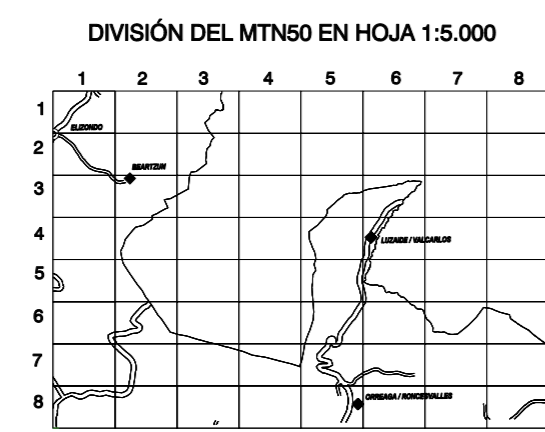 DIVISIÓN DEL MTN50 EN HOJA 1:5.000
1 2 3 4 5 6 7 8
1
ELIZONDO
2
BEARTZUN
3
4
LUZAIDE / VALCARLOS
5
6
7
8
ORREAGA / RONCESVALLES